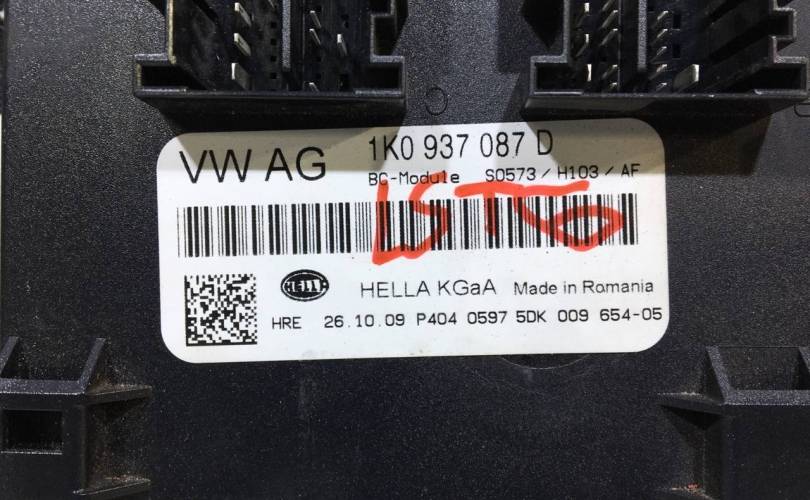 VW AG
1K0 937 087 D
BC-Module S0573/H103/AF
HELLA
HELLA KGaA Made in Romania
HRE 26.10.09 P404 0597 5DK 009 654-05